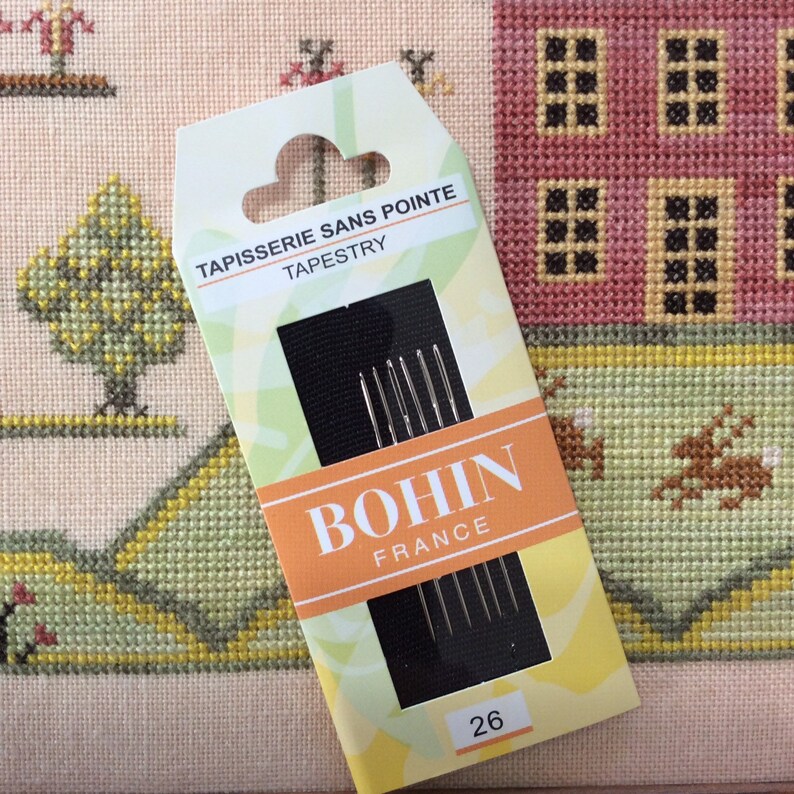 TAPISSERIE SANS POINTE
TAPESTRY
BOHIN
FRANCE
26